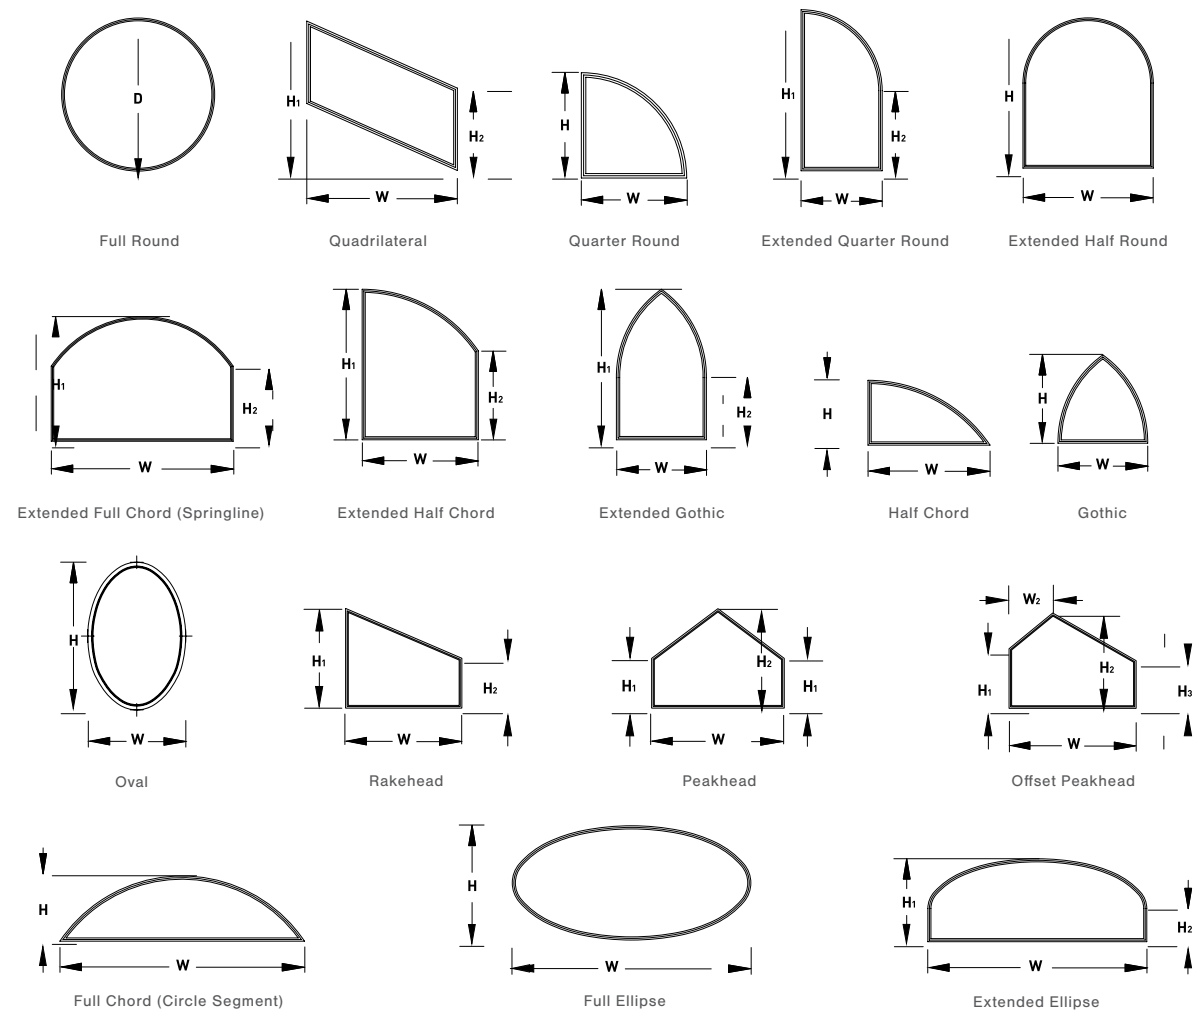 D
H1
H2
W
H
W
H1
H2
W
H
W
Full Round
Quadrilateral
Quarter Round
Extended Quarter Round
Extended Half Round
H1
H2
W
H1
H2
W
H1
H2
W
H
W
H
W
Extended Full Chord (Springline)
Extended Half Chord
Extended Gothic
Half Chord
Gothic
H
W
H1
H2
W
H1
H2
H1
W
W2
H1
H2
H3
W
Oval
Rakehead
Peakhead
Offset Peakhead
H
W
H
W
H1
H2
W
Full Chord (Circle Segment)
Full Ellipse
Extended Ellipse